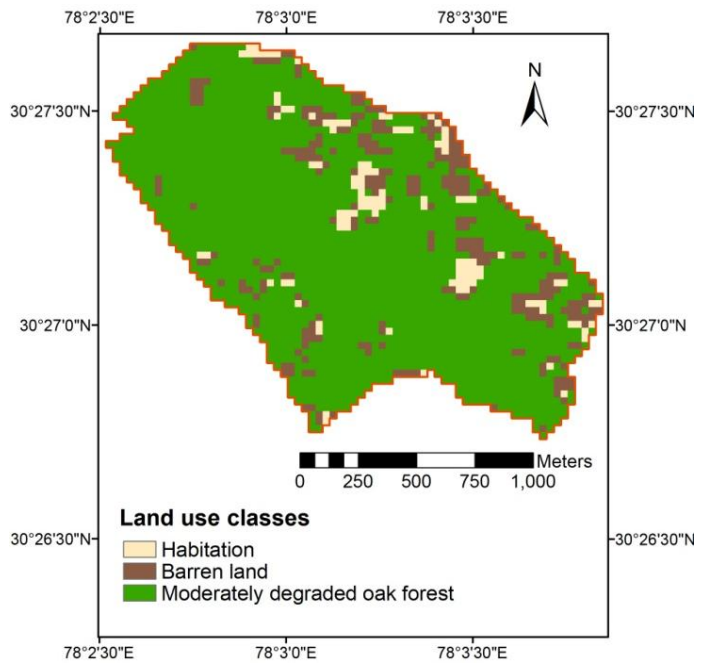 78°2'30"E 78°3'0"E 78°3'30"E
N
30°27'30"N 30°27'30"N
30°27'0"N 30°27'0"N
Meters
0 250 500 750 1,000
Land use classes
30°26'30"N 30°26'30"N
Habitation
Barren land
Moderately degraded oak forest
78°2'30"E 78°3'0"E 78°3'30"E